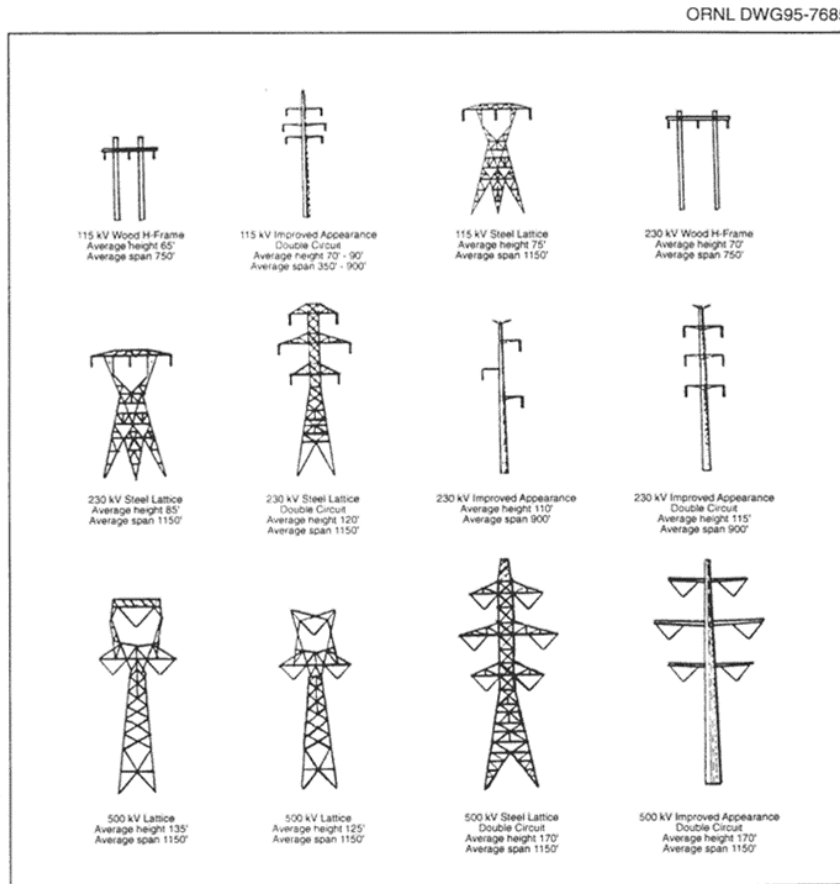 ORNL DWG95-768
115 kV Wood H-Frame
Average height 65'
Average span 750'
115 kV Improved Appearance
Double Circuit
Average height 70' - 90'
Average span 350' - 900'
115 kV Steel Lattice
Average height 75'
Average span 1150'
230 kV Wood H-Frame
Average height 70'
Average span 750'
230 kV Steel Lattice
Average height 85'
Average span 1150'
230 kV Steel Lattice
Double Circuit
Average height 120'
Average span 1150'
230 kV Improved Appearance
Average height 110'
Average span 900'
230 kV Improved Appearance
Double Circuit
Average height 115'
Average span 900'
500 kV Lattice
Average height 135'
Average span 1150'
500 kV Lattice
Average height 125'
Average span 1150'
500 kV Steel Lattice
Double Circuit
Average height 170'
Average span 1150'
500 kV Improved Appearance
Double Circuit
Average height 170'
Average span 1150'